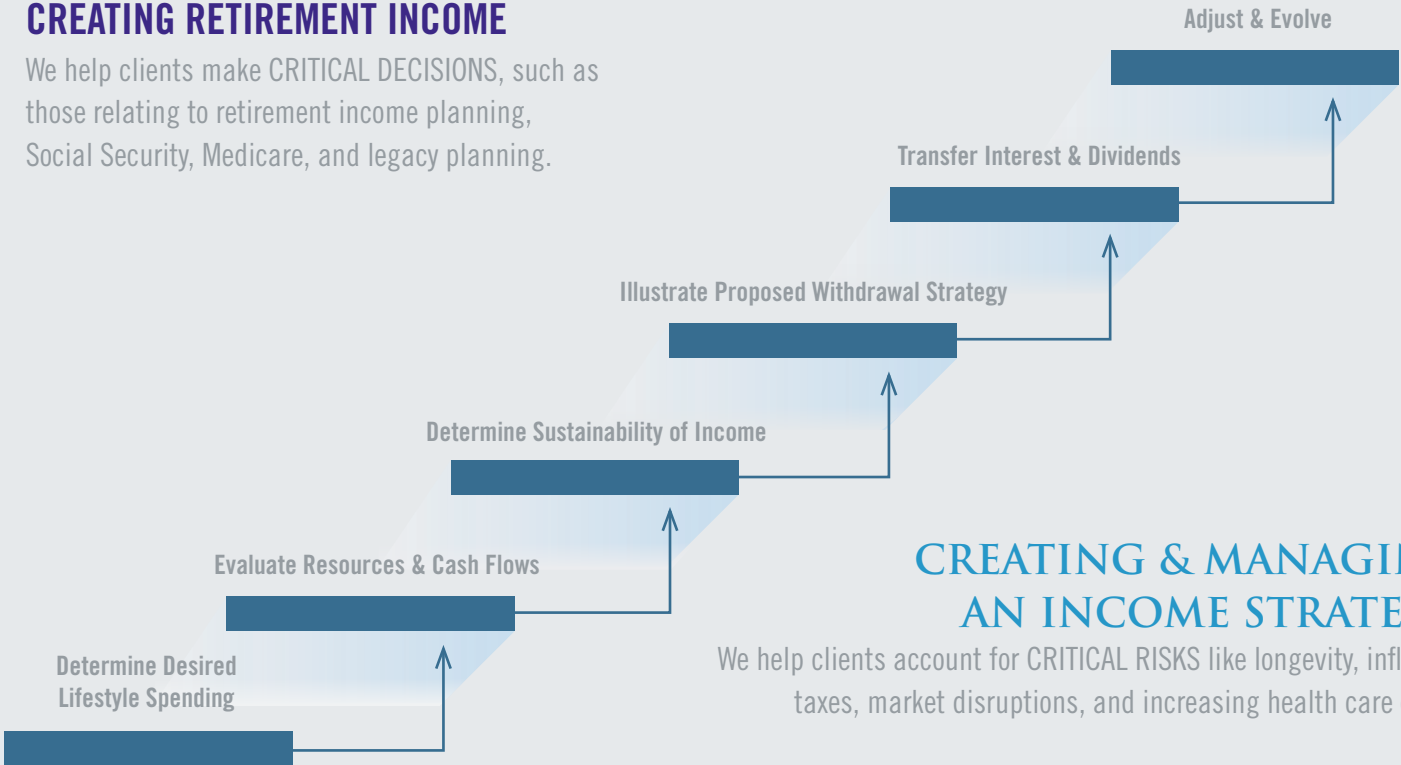 CREATING RETIREMENT INCOME
We help clients make CRITICAL DECISIONS, such as
those relating to retirement income planning,
Social Security, Medicare, and legacy planning.
Adjust & Evolve
Transfer Interest & Dividends
Illustrate Proposed Withdrawal Strategy
Determine Sustainability of Income
Evaluate Resources & Cash Flows
Determine Desired
Lifestyle Spending
CREATING &
AN INCOME
We help clients account for CRITICAL RISKS like longevity,
taxes, market disruptions, and increasing health care